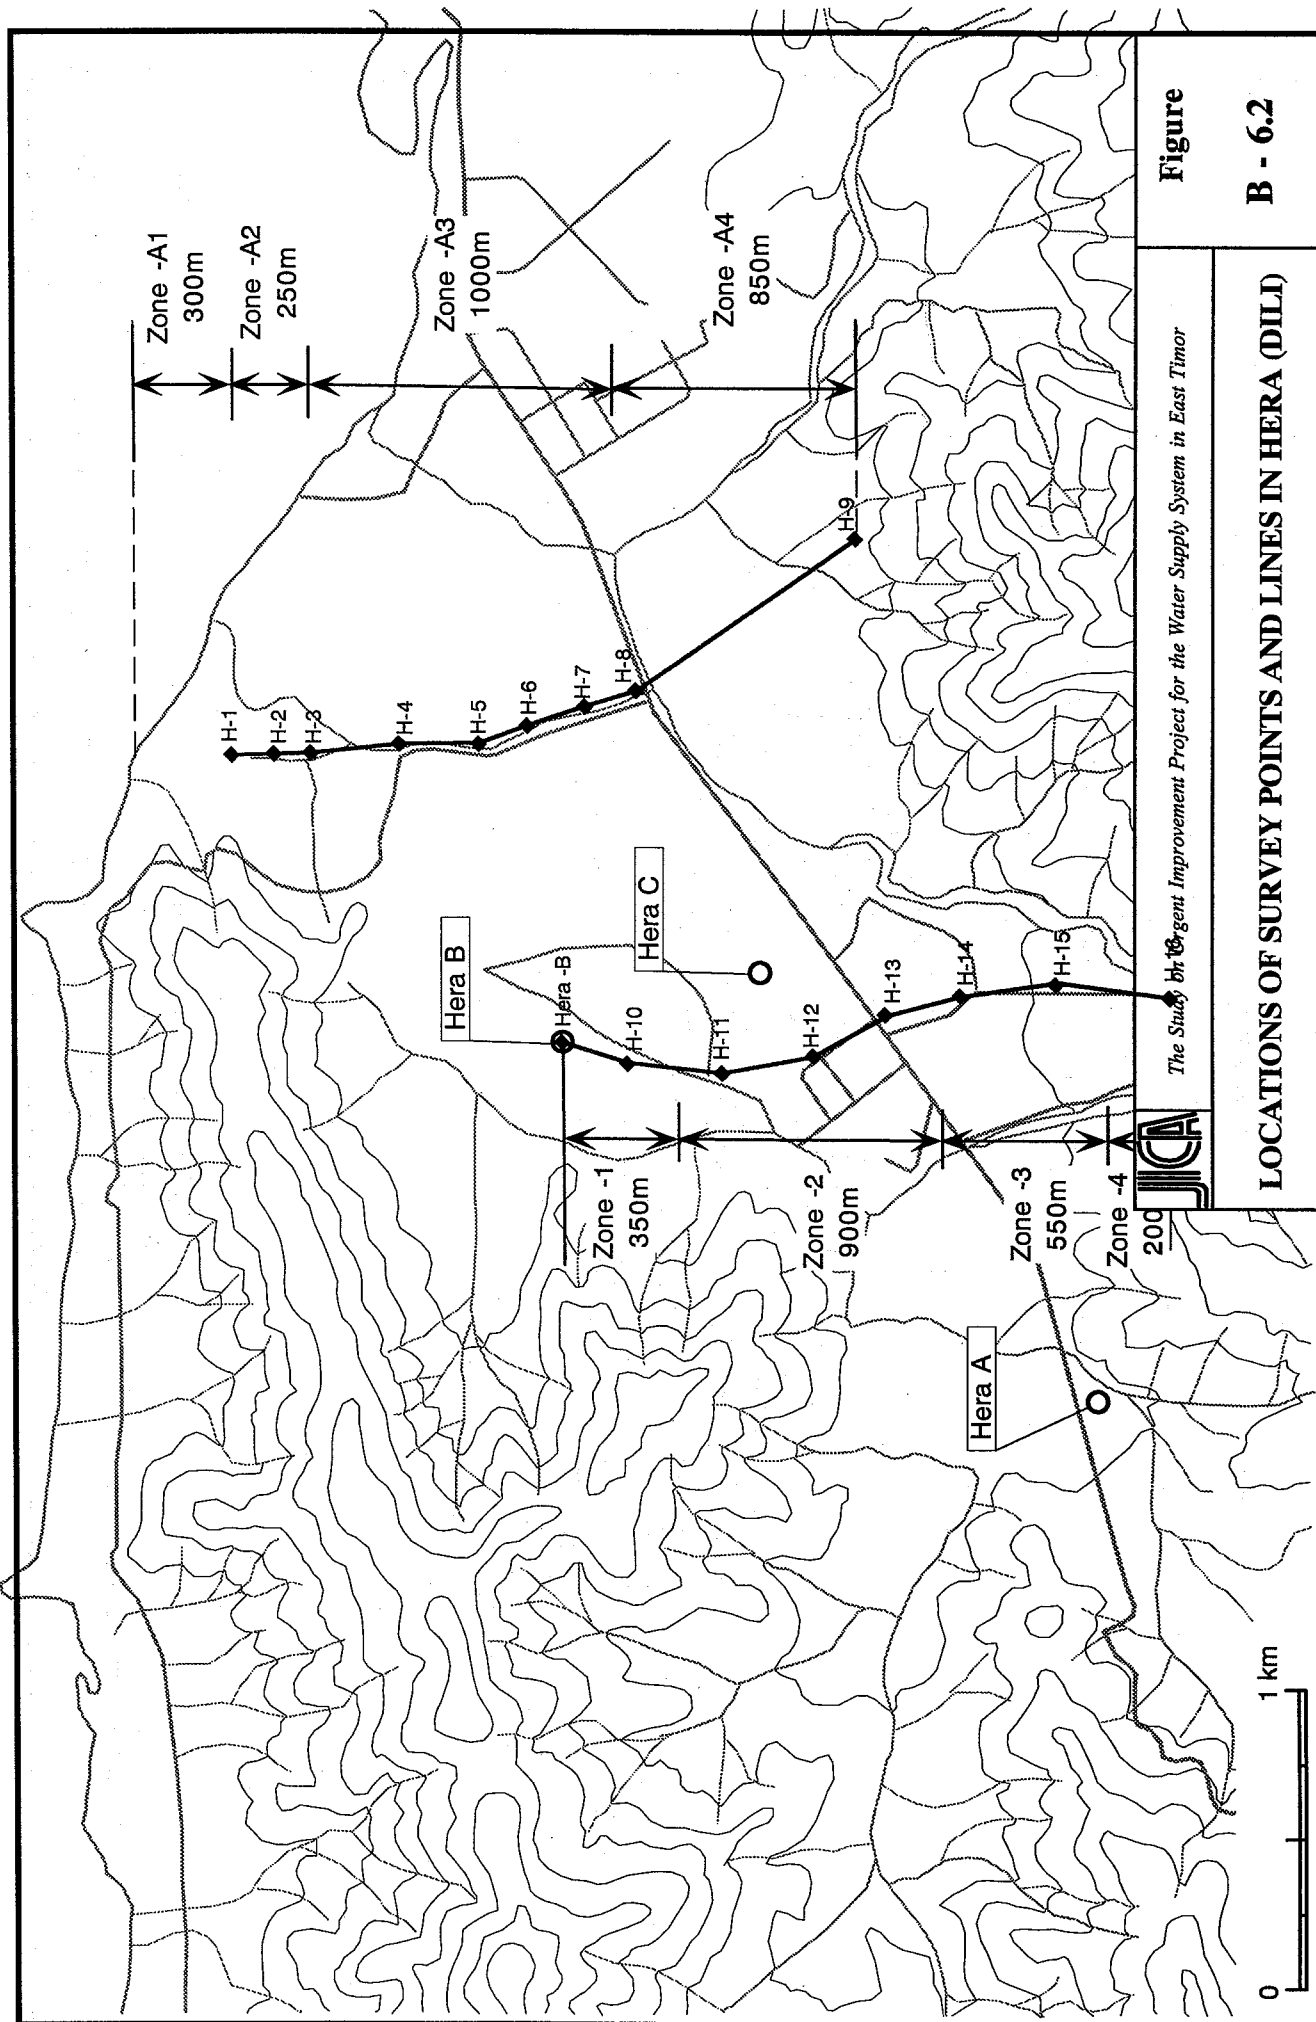 Zone -A1
300m
Zone -A2
250m
Zone -A3
1000m
Zone -A4
850m
H-1
H-2
H-3
H-4
H-5
H-6
H-7
H-8
H-9
Hera B
Hera C
Hera -B
H-10
H-11
H-12
H-13
H-14
H-15
Zone -1
350m
Zone -2
900m
Zone -3
550m
Zone -4
200
Hera A
0
1 km
JICA
The Study on Urgent Improvement Project for the Water Supply System in East Timor
LOCATIONS OF SURVEY POINTS AND LINES IN HERA (DILI)
Figure
B - 6.2